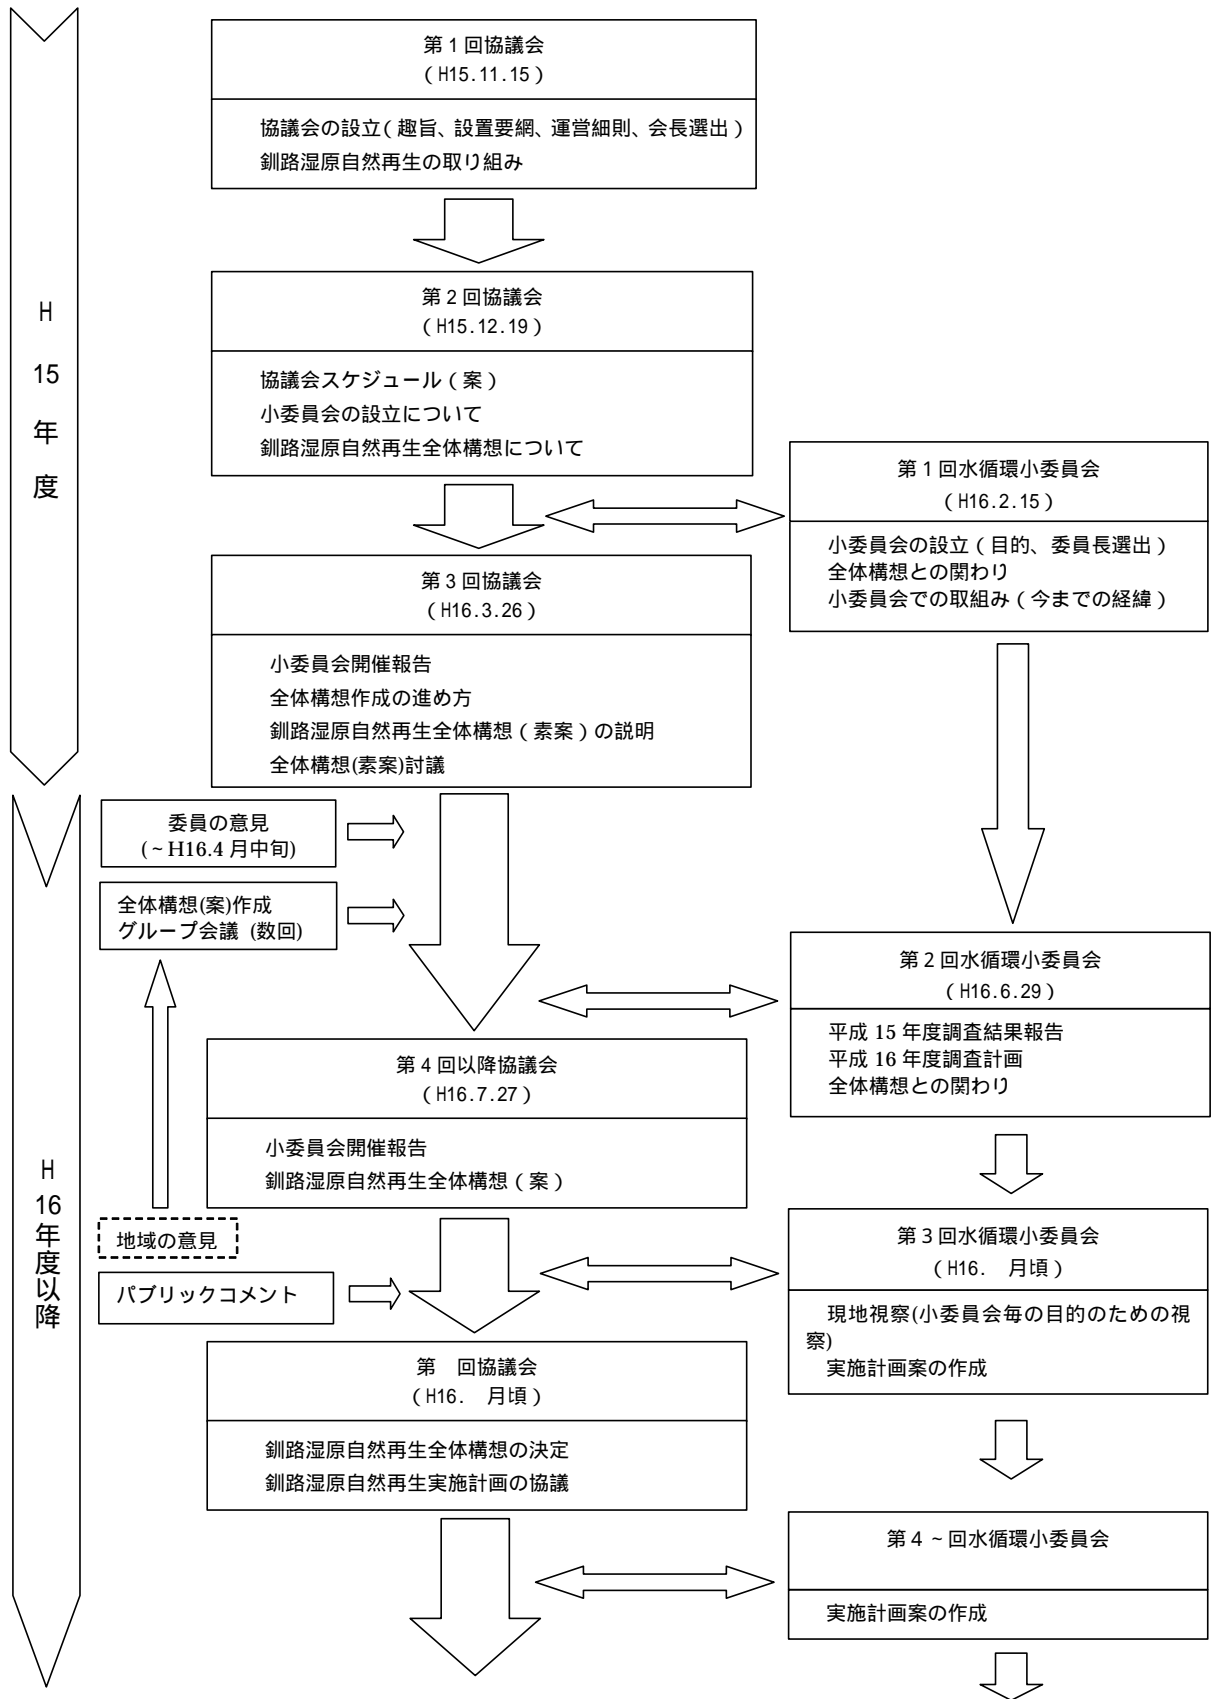 H
15
年
度
第1回協議会
(H15.11.15)
協議会の設立(趣旨、設置要網、運営細則、会長選出)
釧路湿原自然再生の取り組み
第2回協議会
(H15.12.19)
協議会スケジュール(案)
小委員会の設立について
釧路湿原自然再生全体構想について
第1回水循環小委員会
(H16.2.15)
小委員会の設立(目的、委員長選出)
全体構想との関わり
小委員会での取組み(今までの経緯)
第3回協議会
(H16.3.26)
小委員会開催報告
全体構想作成の進め方
釧路湿原自然再生全体構想(素案)の説明
全体構想(素案)討議
H
16
年
度
以
降
委員の意見
(~H16.4月中旬)
全体構想(案)作成
グループ会議 (数回)
第2回水循環小委員会
(H16.6.29)
平成15年度調査結果報告
平成16年度調査計画
全体構想との関わり
第4回以降協議会
(H16.7.27)
小委員会開催報告
釧路湿原自然再生全体構想(案)
地域の意見
パブリックコメント
第3回水循環小委員会
(H16. 月頃)
現地視察(小委員会毎の目的のための視
察)
実施計画案の作成
第 回協議会
(H16. 月頃)
釧路湿原自然再生全体構想の決定
釧路湿原自然再生実施計画の協議
第4~回水循環小委員会
実施計画案の作成